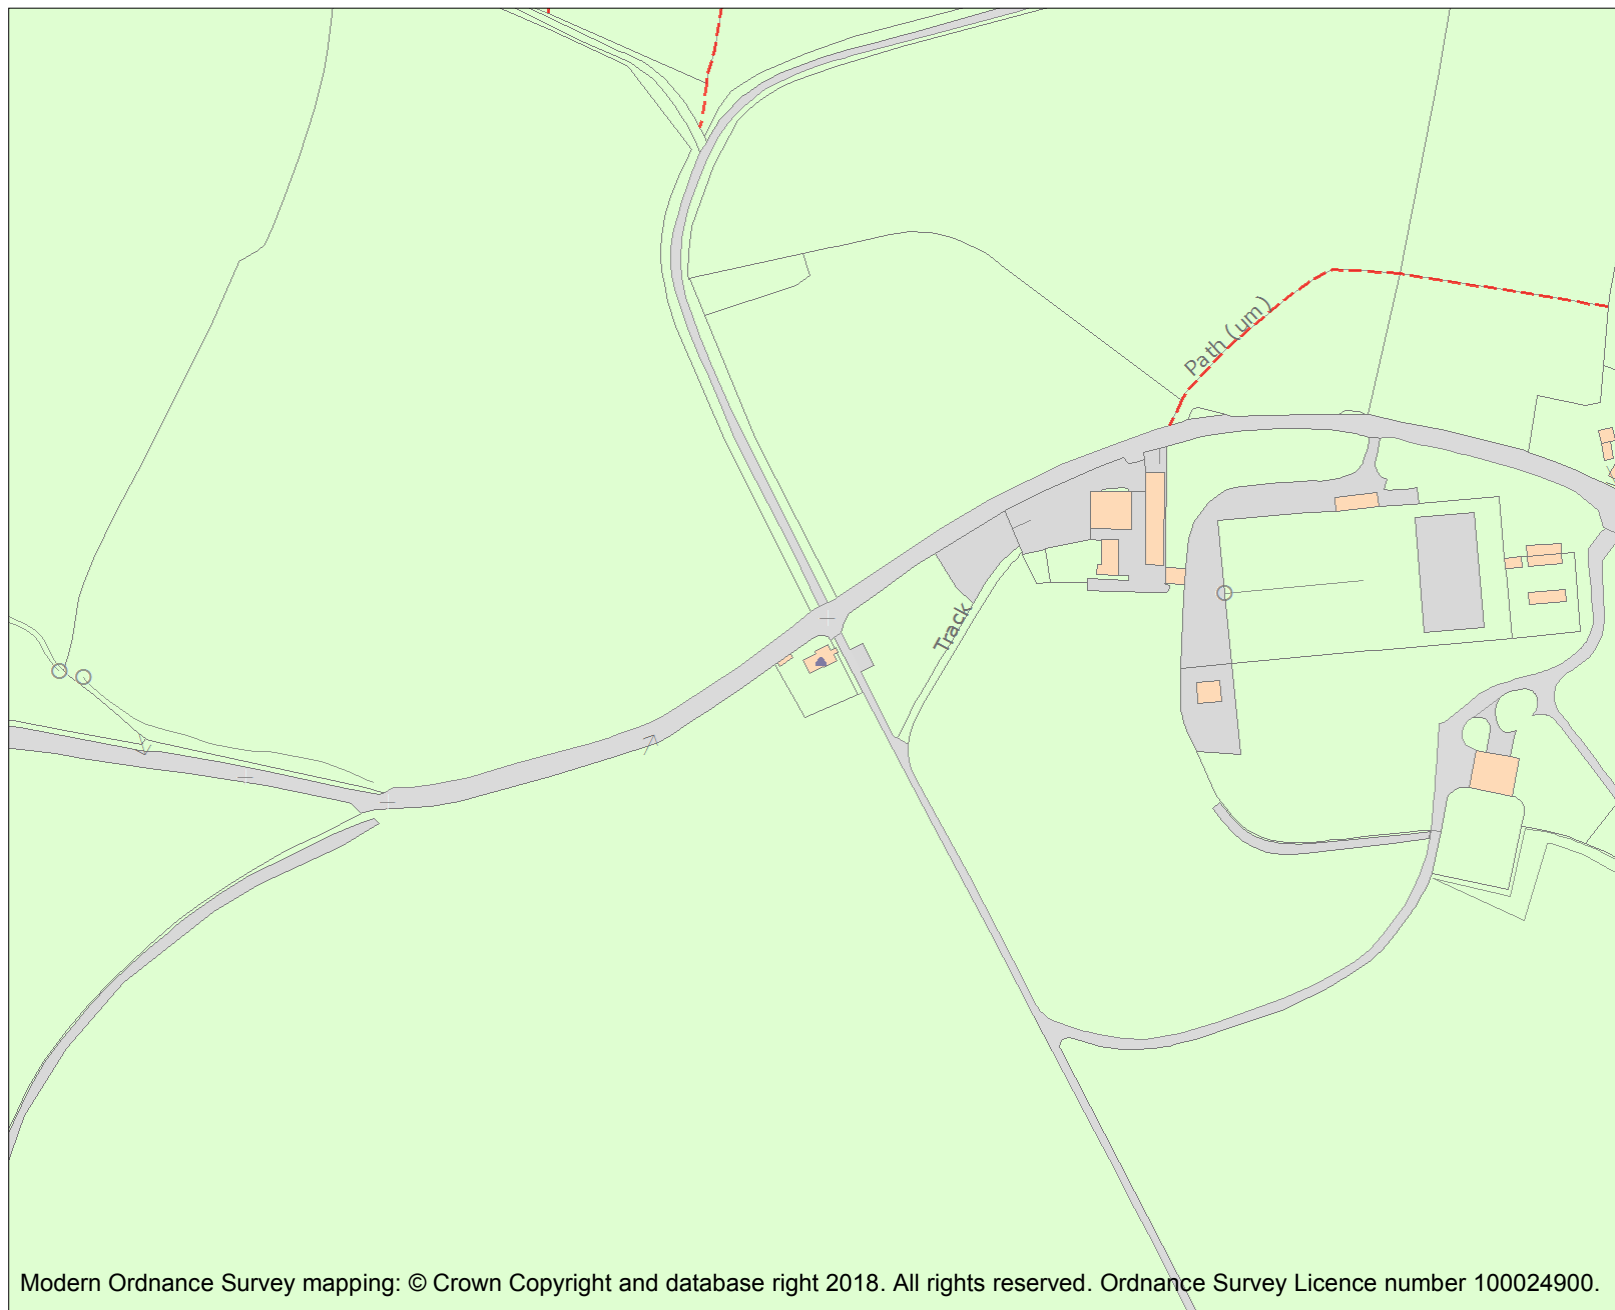 Path (um)
Track
Modern Ordnance Survey mapping: © Crown Copyright and database right 2018. All rights reserved. Ordnance Survey Licence number 100024900.